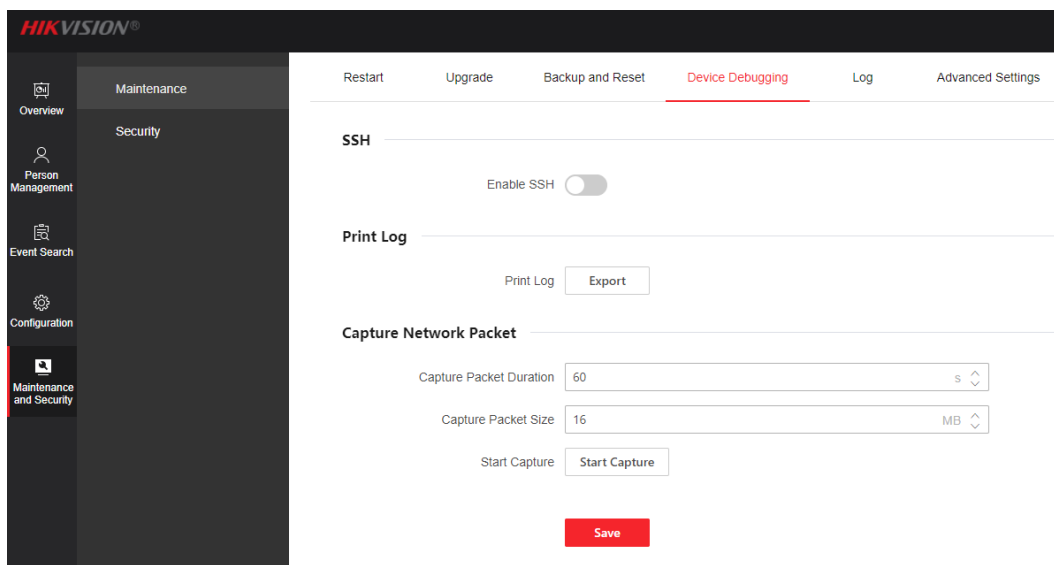 HIKVISION®
Overview
Person
Management
Event Search
Configuration
Maintenance
and Security
Maintenance
Security
Restart Upgrade Backup and Reset Device Debugging Log Advanced Settings
SSH
Enable SSH
Print Log
Print Log Export
Capture Network Packet
Capture Packet Duration 60 s
Capture Packet Size 16 MB
Start Capture Start Capture
Save